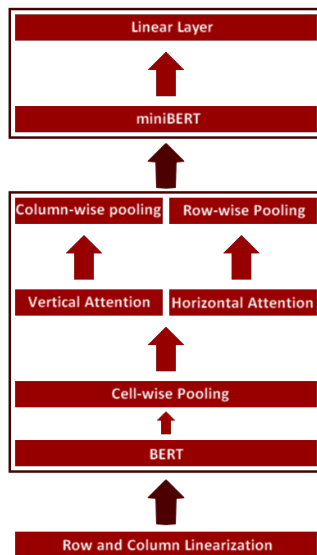 Linear Layer
miniBERT
Column-wise pooling
Row-wise Pooling
Vertical Attention
Horizontal Attention
Cell-wise Pooling
BERT
Row and Column Linearization